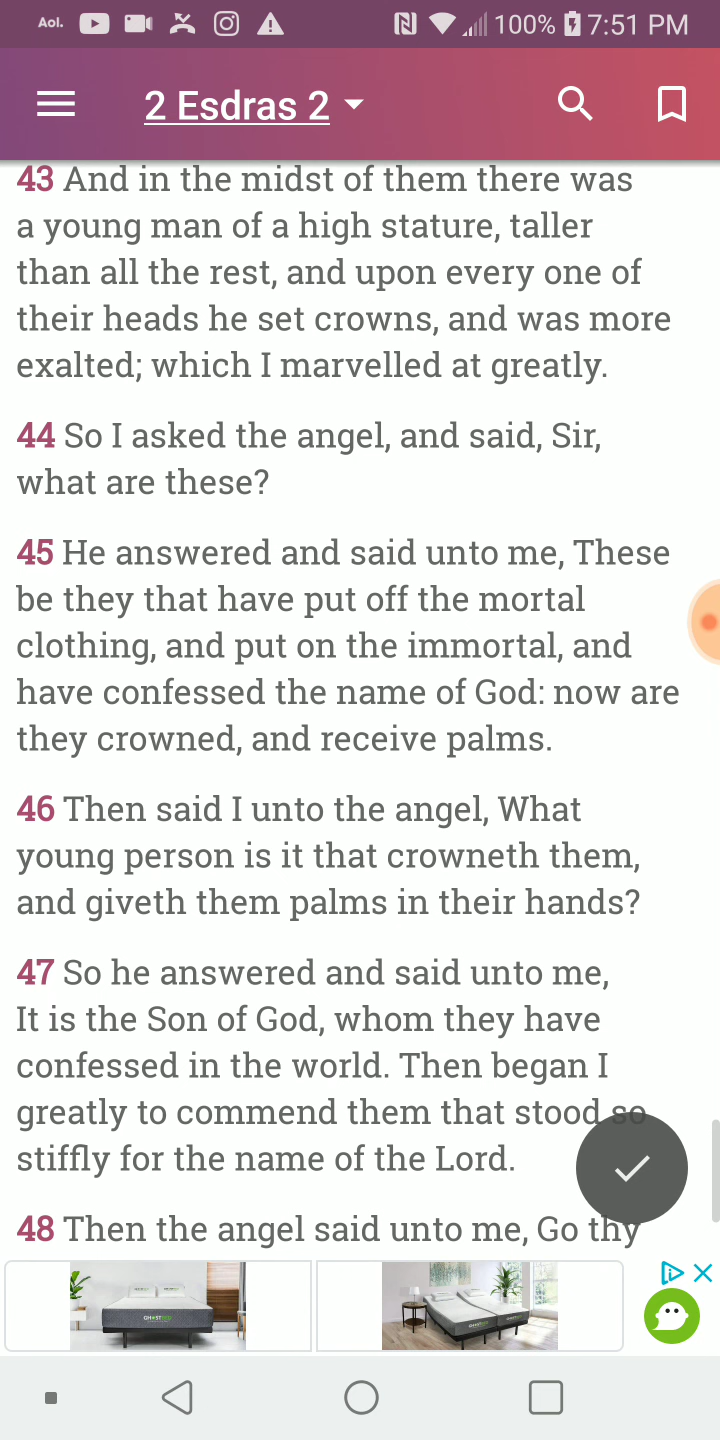 Aol.
100% 7:51 PM
2 Esdras 2
43 And in the midst of them there was
a young man of a high stature, taller
than all the rest, and upon every one of
their heads he set crowns, and was more
exalted; which I marvelled at greatly.
44 So I asked the angel, and said, Sir,
what are these?
45 He answered and said unto me, These
be they that have put off the mortal
clothing, and put on the immortal, and
have confessed the name of God: now are
they crowned, and receive palms.
46 Then said I unto the angel, What
young person is it that crowneth them,
and giveth them palms in their hands?
47 So he answered and said unto me,
It is the Son of God, whom they have
confessed in the world. Then began I
greatly to commend them that stood so
stiffly for the name of the Lord.
48 Then the angel said unto me, Go thy